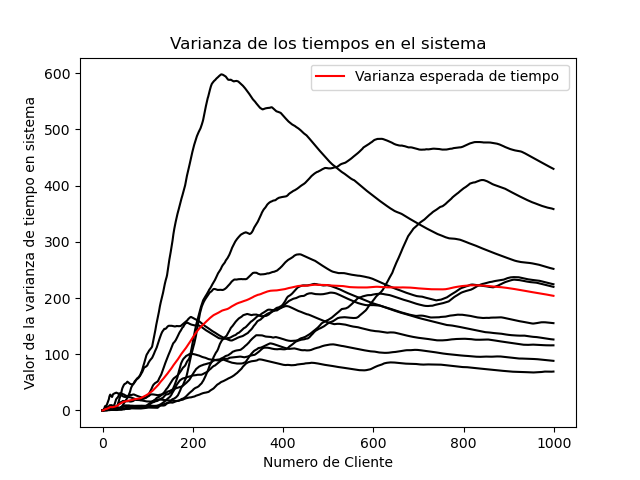 Varianza de los tiempos en el sistema
Varianza esperada de tiempo
Valor de la varianza de tiempo en sistema
600
500
400
300
200
100
0
0 200 400 600 800 1000
Numero de Cliente